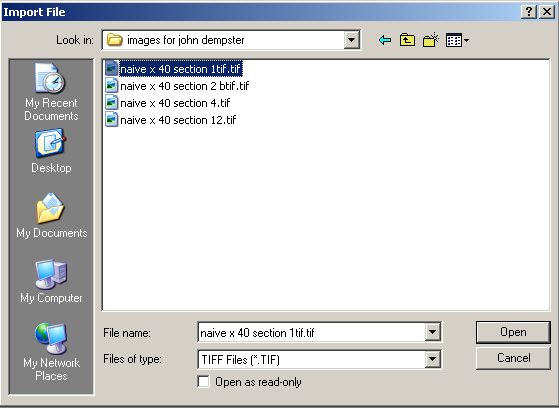 Import File
Look in: images for john dempster
My Recent
Documents
Desktop
My Documents
My Computer
My Network
Places
naive x 40 section 1tif.tif
naive x 40 section 2 btif.tif
naive x 40 section 4.tif
naive x 40 section 12.tif
File name: naive x 40 section 1tif.tif Open
Files of type: TIFF Files (*.TIF) Cancel
Open as read-only